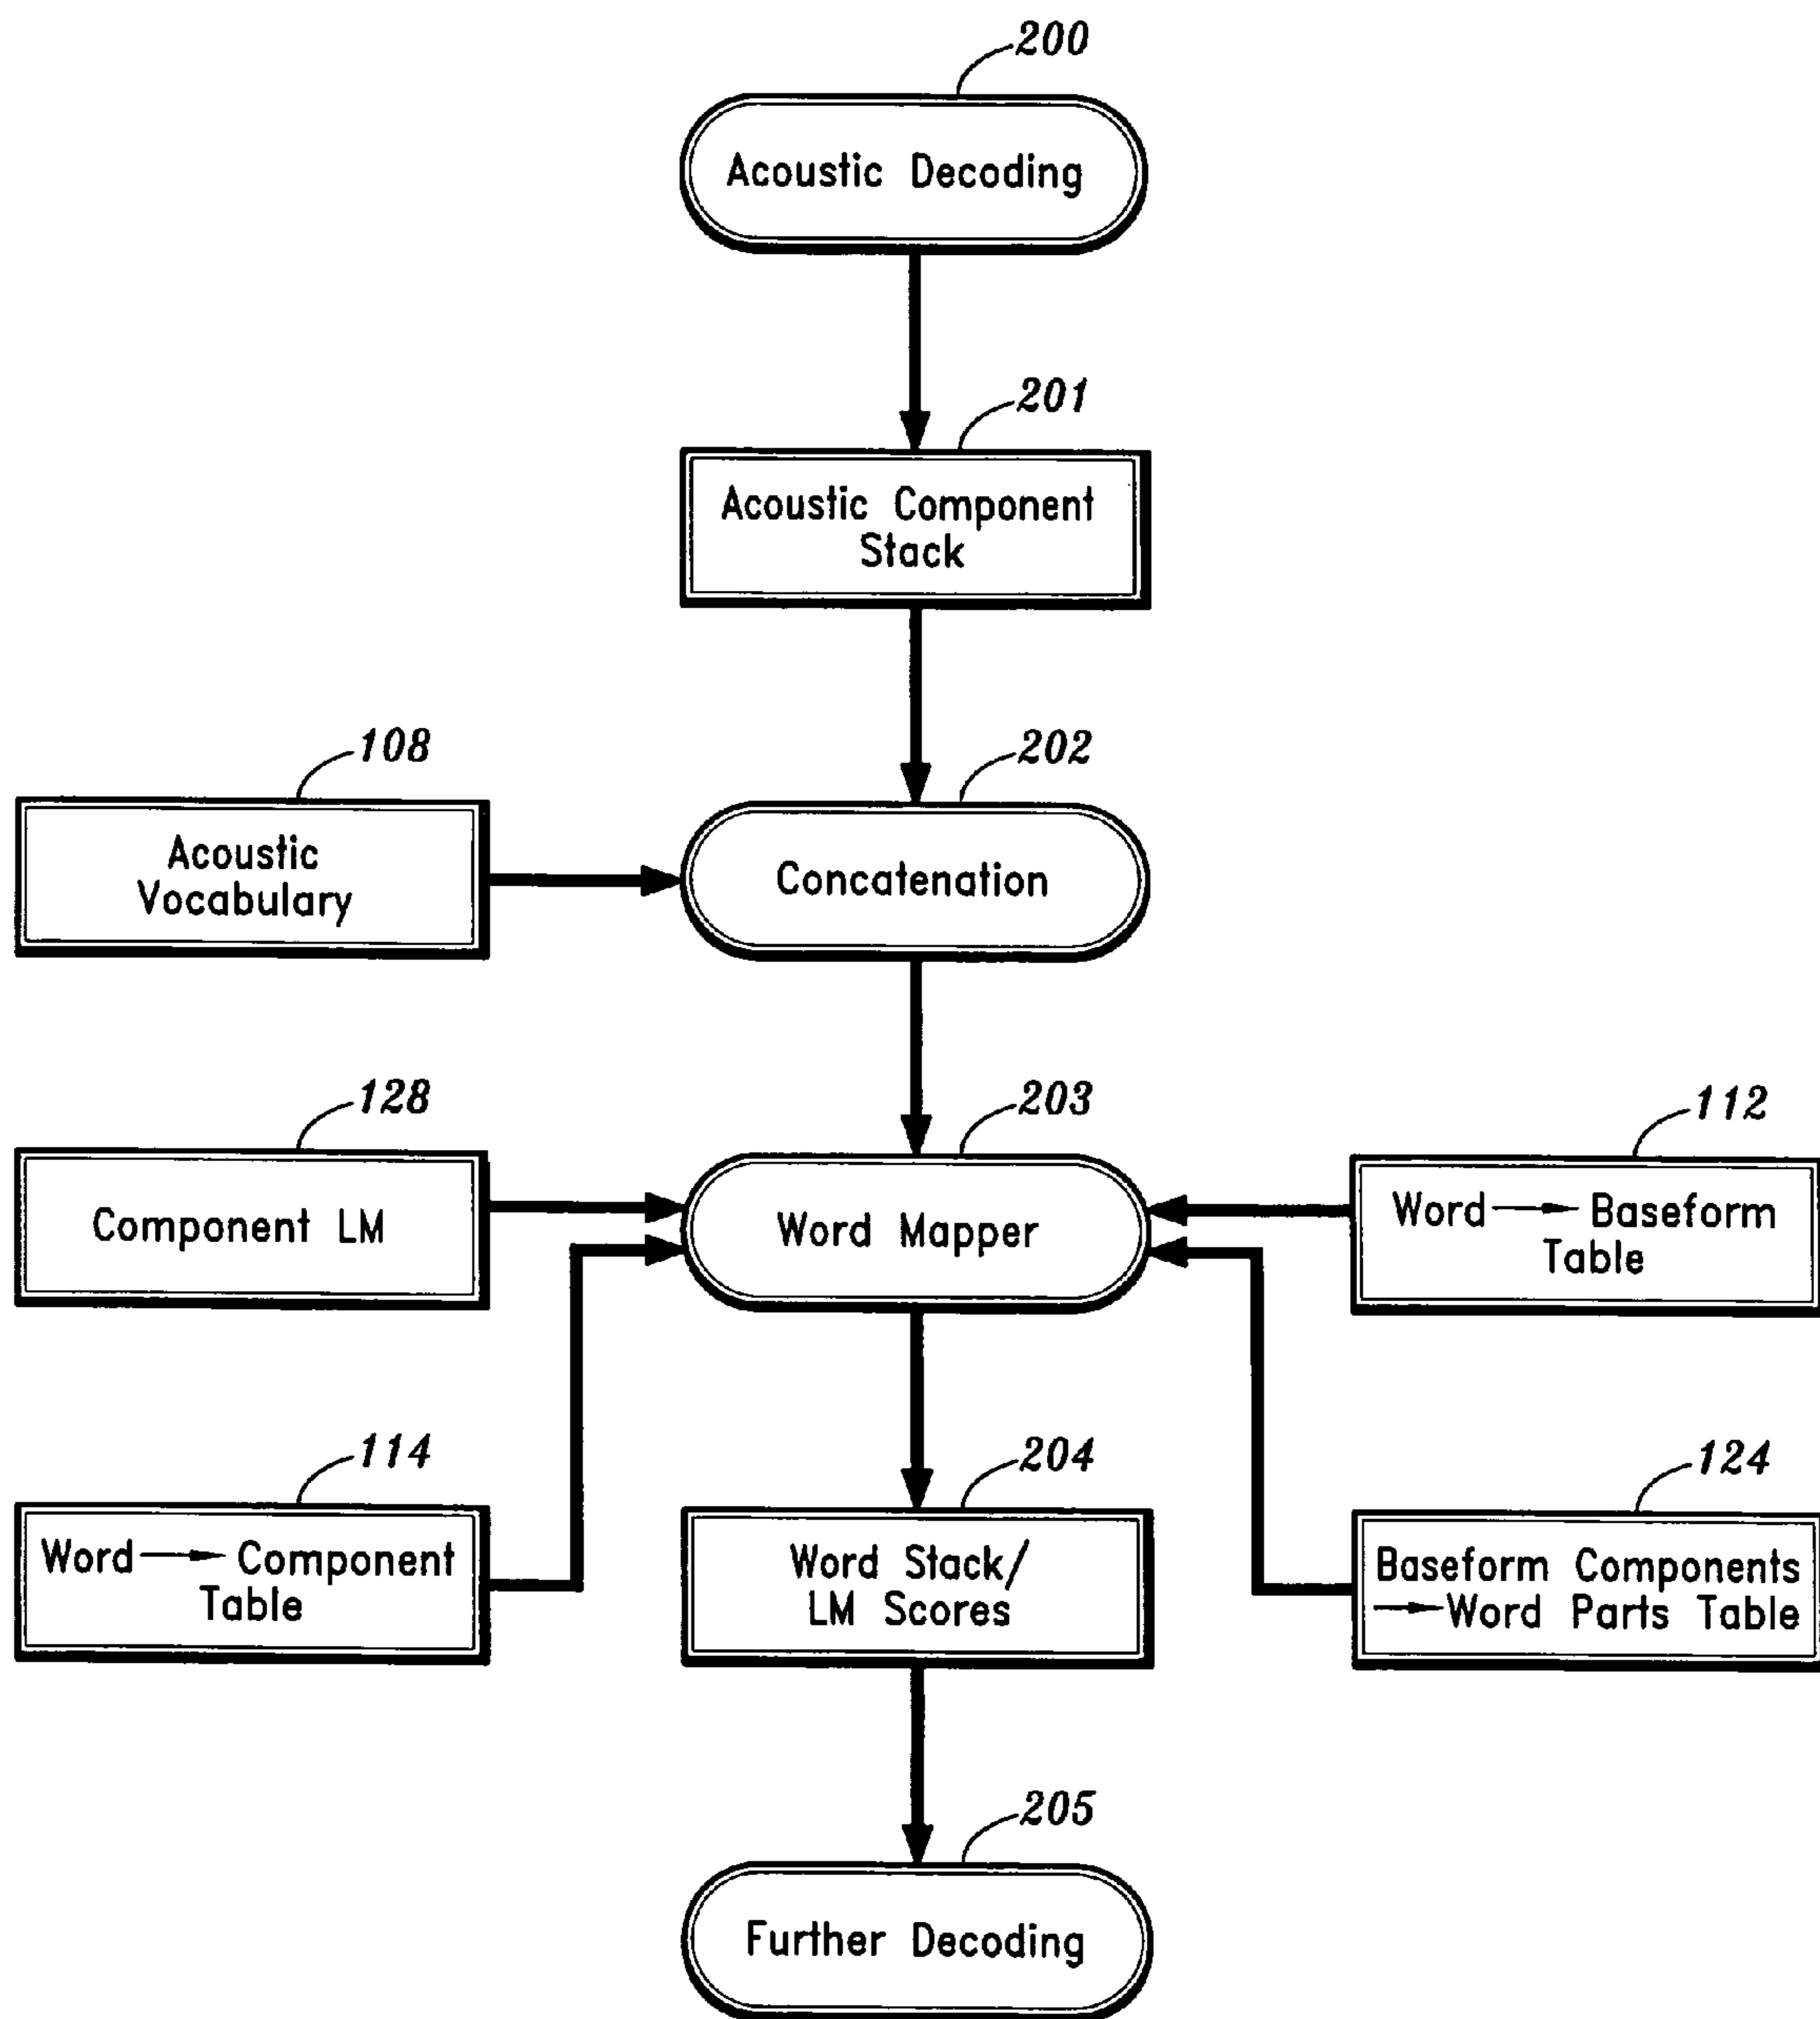 200
Acoustic Decoding
201
Acoustic Component
Stack
108
202
Acoustic
Vocabulary
Concatenation
128
203
112
Component LM
Word Mapper
Word → Baseform
Table
114
204
124
Word → Component
Table
Word Stack/
LM Scores
Baseform Components
→ Word Parts Table
205
Further Decoding